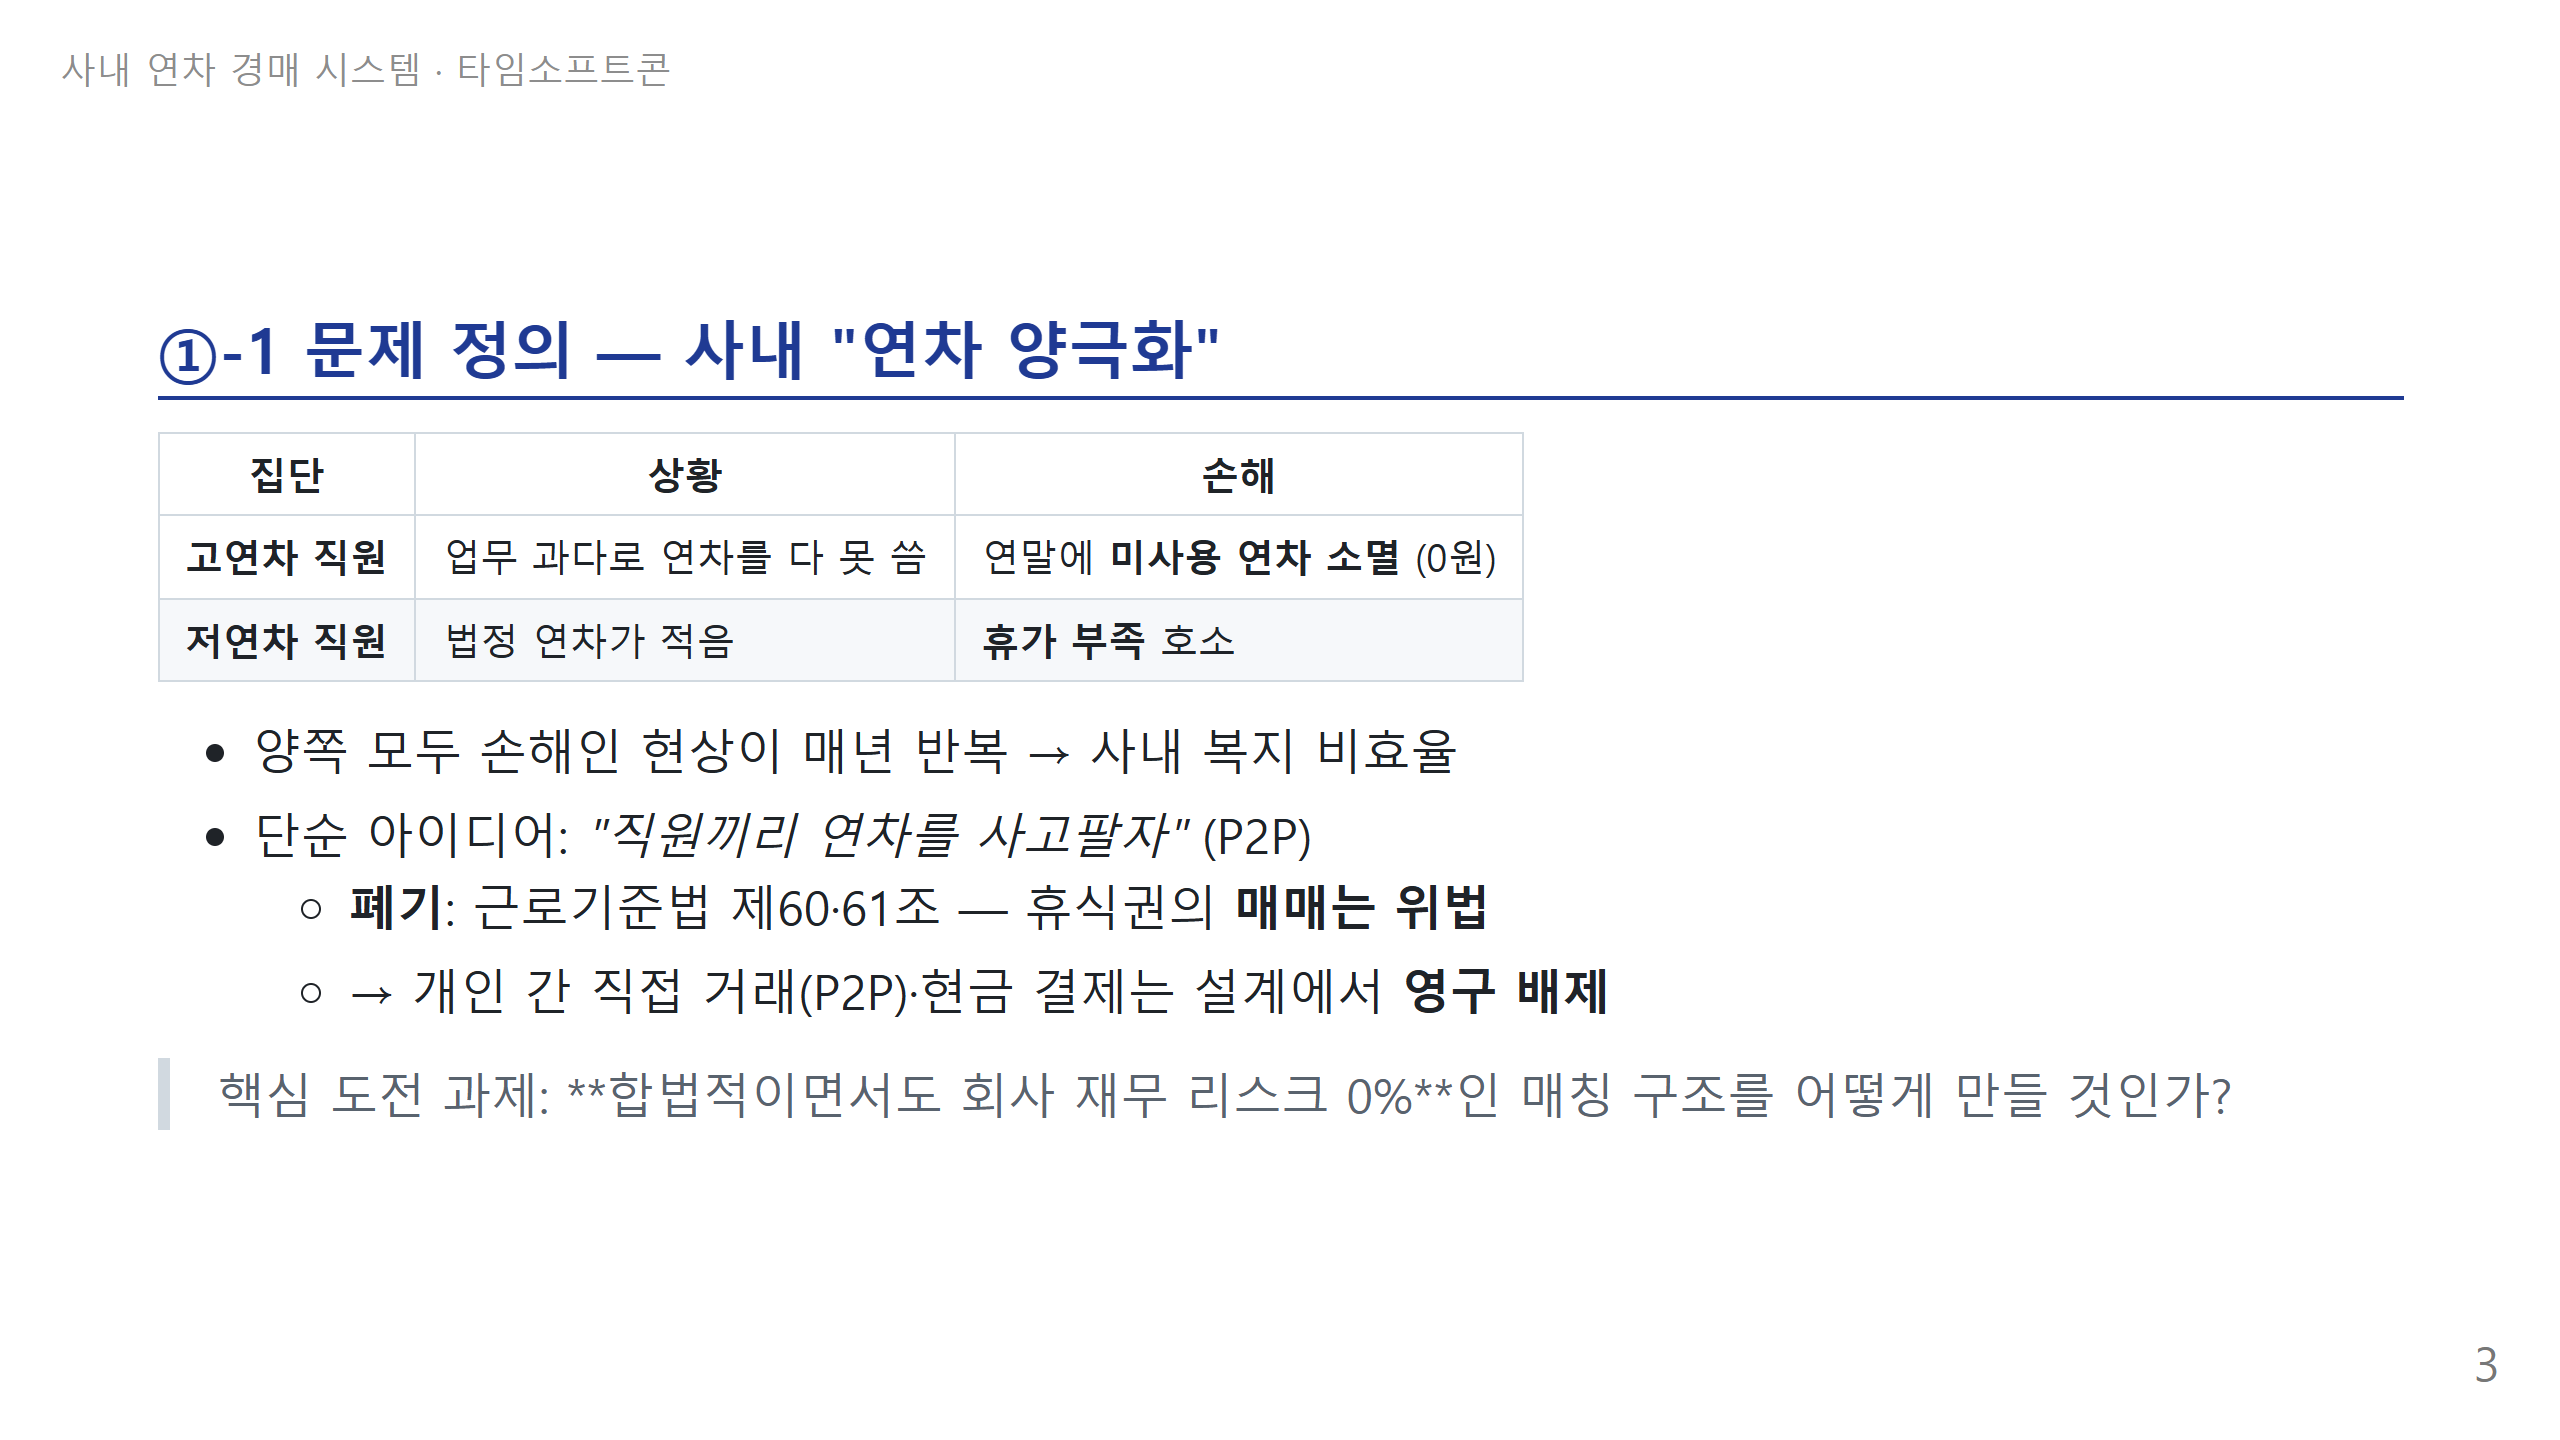 사내 연차 경매 시스템 · 타임소프트콘
①-1 문제 정의 — 사내 "연차 양극화"
집단 상황 손해
고연차 직원 업무 과다로 연차를 다 못 씀 연말에 미사용 연차 소멸 (0원)
저연차 직원 법정 연차가 적음 휴가 부족 호소
• 양쪽 모두 손해인 현상이 매년 반복 → 사내 복지 비효율
• 단순 아이디어: "직원끼리 연차를 사고팔자" (P2P)
○ 폐기: 근로기준법 제60·61조 — 휴식권의 매매는 위법
○ → 개인 간 직접 거래(P2P)·현금 결제는 설계에서 영구 배제
핵심 도전 과제: **합법적이면서도 회사 재무 리스크 0%**인 매칭 구조를 어떻게 만들 것인가?
3